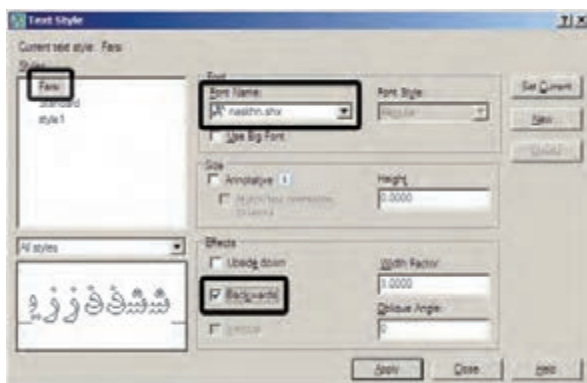 Text Style
Current text style: Farsi
Styles
Farsi
Standard
style1
All styles
Font
Font Name:
naskhn.shx
Use Big Font
Font Style:
Regular
Size
Annotative
Height
0.0000
Effects
Upside down
Backwards
Vertical
Width Factor
1.0000
Oblique Angle:
0
Set Current
New
Apply
Close
Help